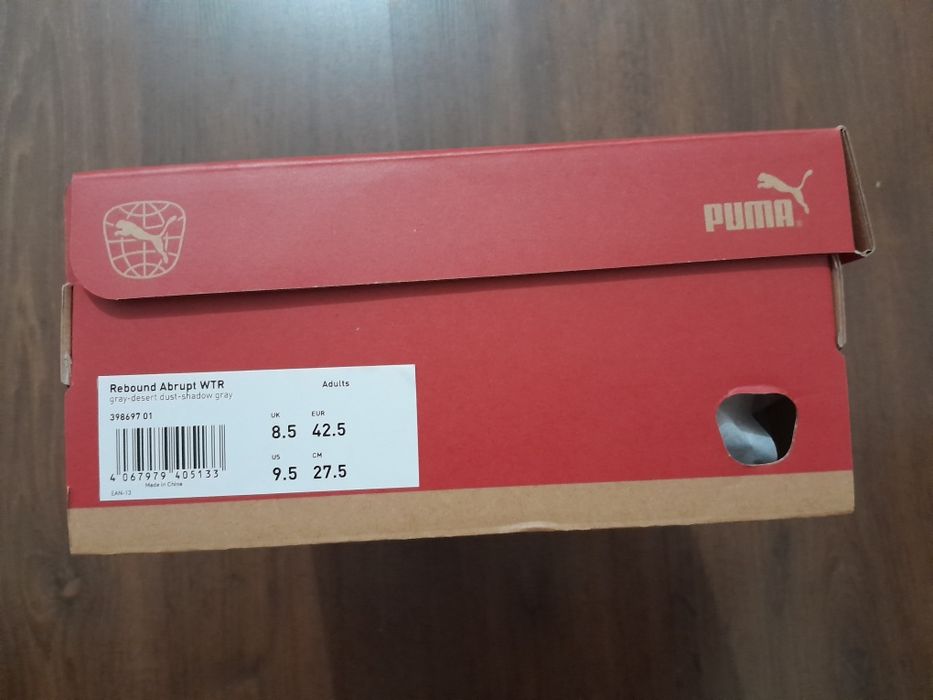 PUMA
Rebound Abrupt WTR Adults
gray-desert dust-shadow gray
398697 01
UK EUR
8.5 42.5
US CM
9.5 27.5
4 067979 405133
Made in China
EAN-13